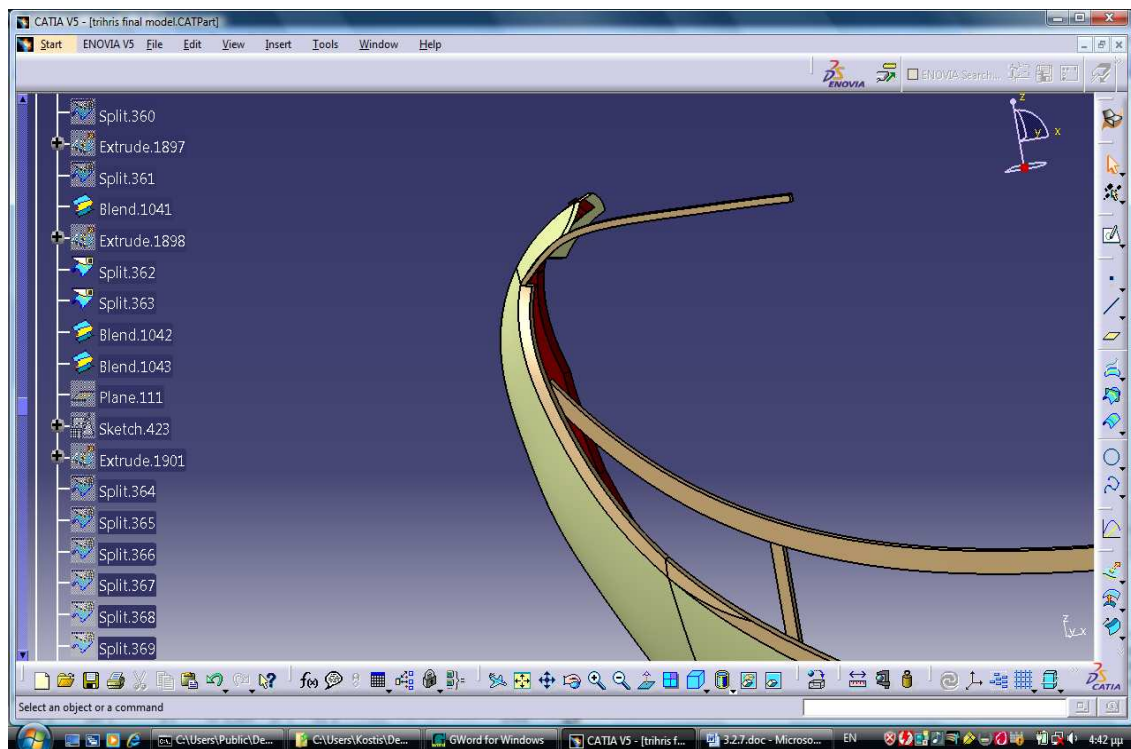 CATIA V5 - [trihris final model.CATPart]
Start ENOVIA V5 File Edit View Insert Tools Window Help
ENOVIA
ENOVIA Search...
Split.360
Extrude.1897
Split.361
Blend.1041
Extrude.1898
Split.362
Split.363
Blend.1042
Blend.1043
Plane.111
Sketch.423
Extrude.1901
Split.364
Split.365
Split.366
Split.367
Split.368
Split.369
z
y
x
z
y x
f(x)
CATIA
Select an object or a command
C:\Users\Public\De...
C:\Users\Kostis\De...
GWord for Windows
CATIA V5 - [trihris f...
3.2.7.doc - Microso...
EN
4:42 μμ